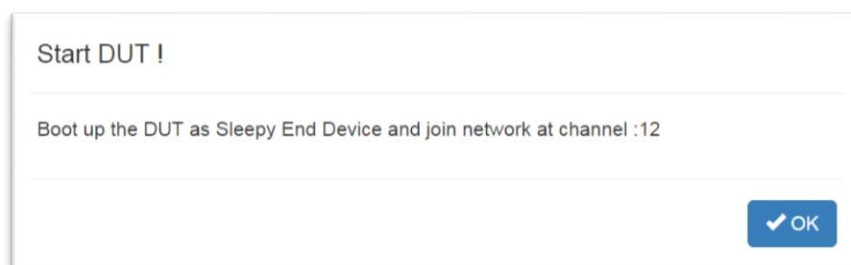 Start DUT !
Boot up the DUT as Sleepy End Device and join network at channel :12
OK